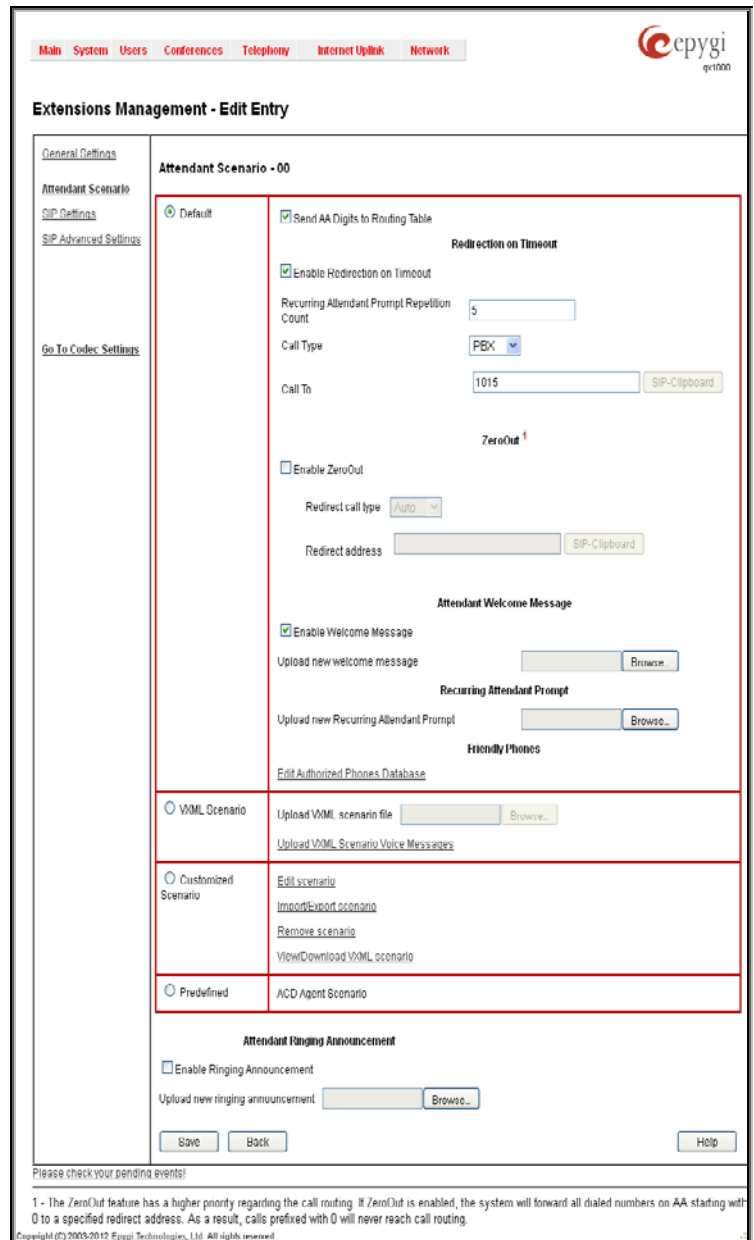 Main System Users Conferences Telephony Internet Uplink Network
epygi
qx1000
Extensions Management - Edit Entry
General Settings
Attendant Scenario
SIP Settings
SIP Advanced Settings
Go To Codec Settings
Attendant Scenario - 00
Default
Send AA Digits to Routing Table
Redirection on Timeout
Enable Redirection on Timeout
Recurring Attendant Prompt Repetition
Count
5
Call Type
PBX
Call To
1015
SIP-Clipboard
ZeroOut 1
Enable ZeroOut
Redirect call type
Auto
Redirect address
SIP-Clipboard
Attendant Welcome Message
Enable Welcome Message
Upload new welcome message
Browse..
Recurring Attendant Prompt
Upload new Recurring Attendant Prompt
Browse..
Friendly Phones
Edit Authorized Phones Database
VXML Scenario
Upload VXML scenario file
Browse..
Upload VXML Scenario Voice Messages
Customized
Scenario
Edit scenario
Import/Export scenario
Remove scenario
View/Download VXML scenario
Predefined
ACD Agent Scenario
Attendant Ringing Announcement
Enable Ringing Announcement
Upload new ringing announcement
Browse..
Save
Back
Help
Please check your pending events!
1 - The ZeroOut feature has a higher priority regarding the call routing. If ZeroOut is enabled, the system will forward all dialed numbers on AA starting with
0 to a specified redirect address. As a result, calls prefixed with 0 will never reach call routing.
Copyright (C) 2003-2012 Epygi Technologies, Ltd. All rights reserved.